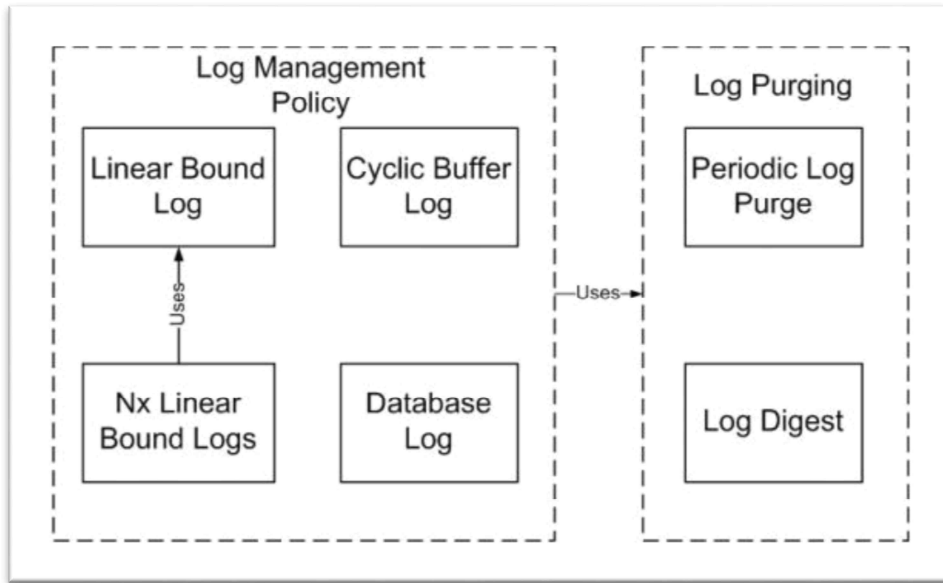 Log Management
Policy
Log Purging
Linear Bound
Log
Cyclic Buffer
Log
Periodic Log
Purge
Uses
Uses
Nx Linear
Bound Logs
Database
Log
Log Digest